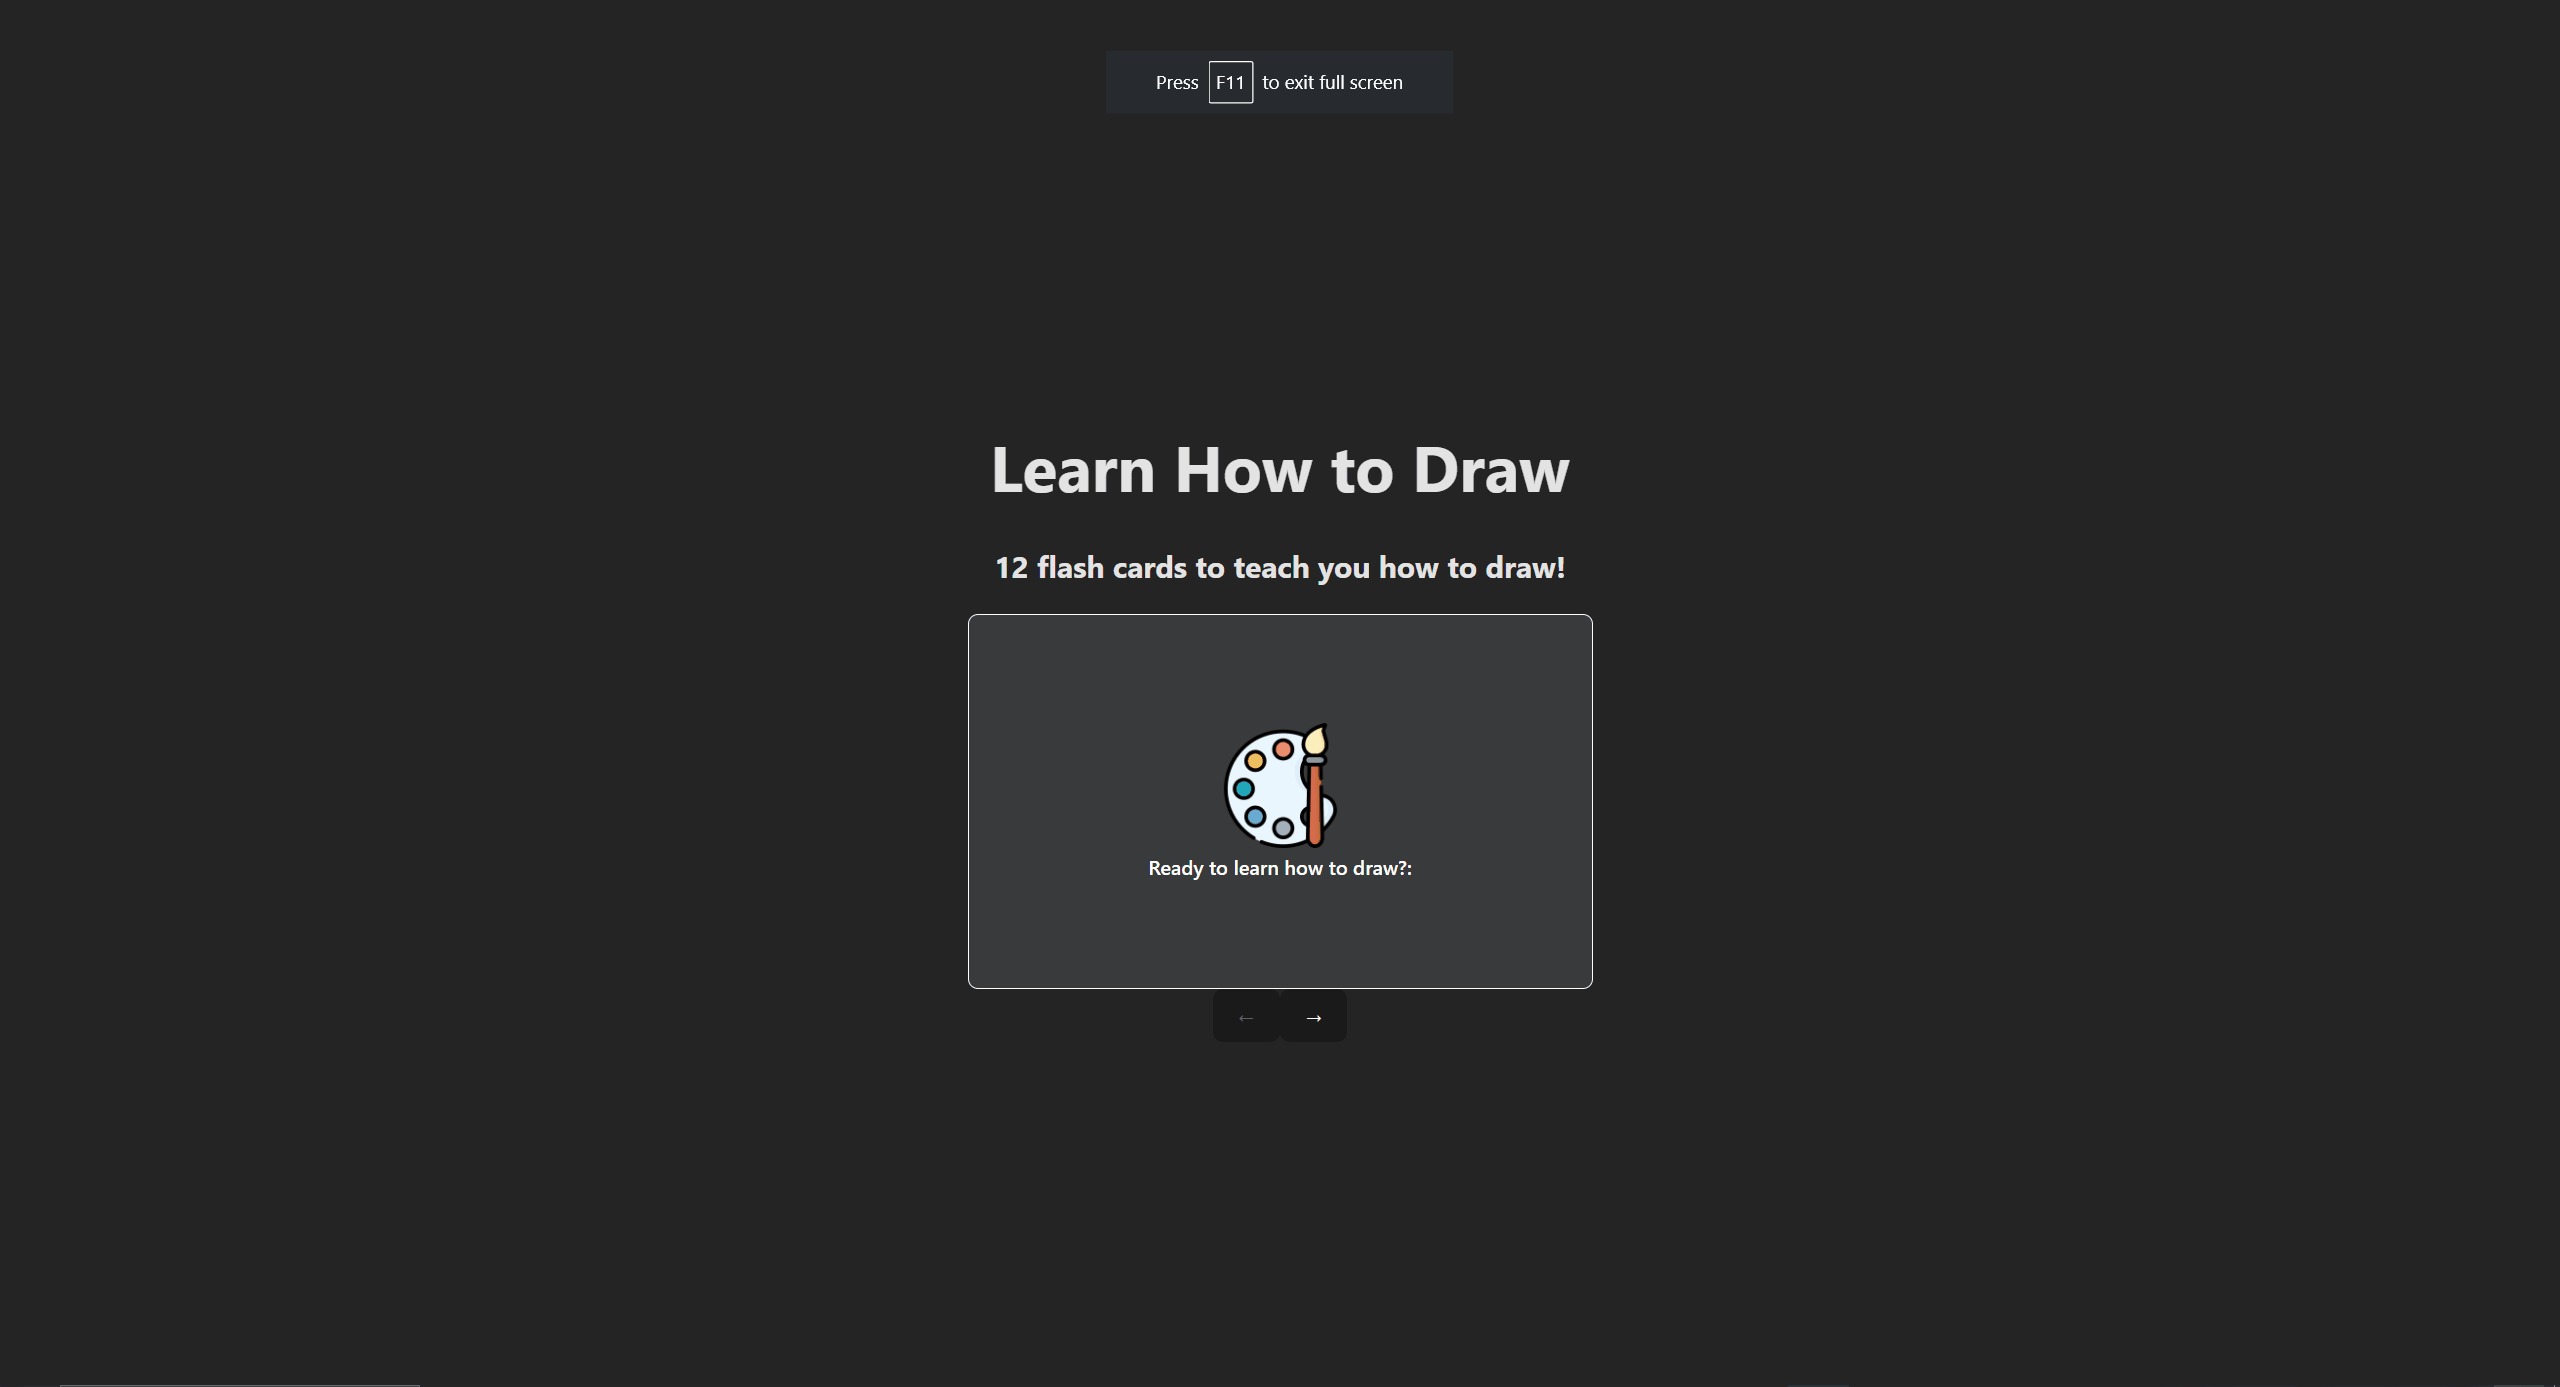 Press F11 to exit full screen
Learn How to Draw
12 flash cards to teach you how to draw!
Ready to learn how to draw?:
← →